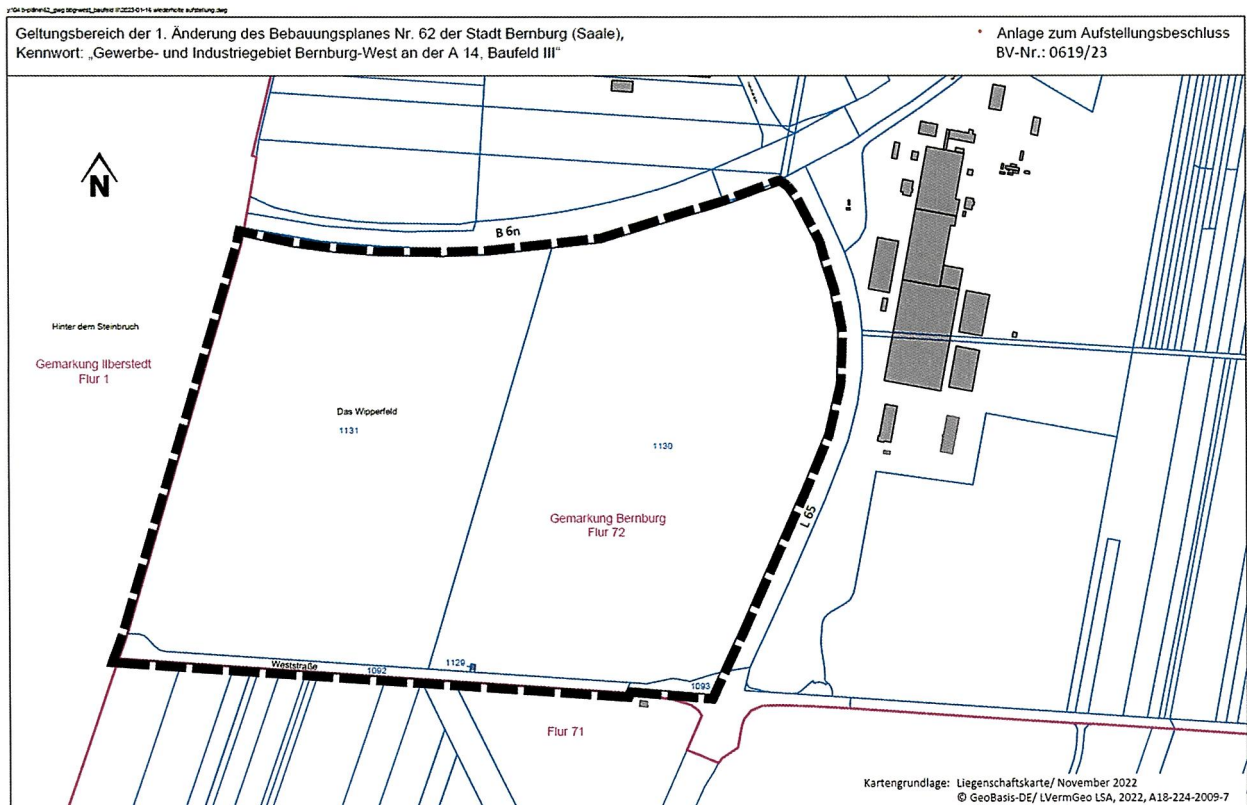 Geltungsbereich der 1. Änderung des Bebauungsplanes Nr. 62 der Stadt Bernburg (Saale),
Kennwort: „Gewerbe- und Industriegebiet Bernburg-West an der A 14, Baufeld III“
Anlage zum Aufstellungsbeschluss
BV-Nr.: 0619/23
N
B 6n
Hinter dem Steinbruch
Gemarkung Ilberstedt
Flur 1
Das Wipperfeld
1131
1130
Gemarkung Bernburg
Flur 72
L 65
Weststraße
1092
1129
1093
Flur 71
Kartengrundlage: Liegenschaftskarte/ November 2022
© GeoBasis-DE/ LVermGeo LSA, 2022, A18-224-2009-7